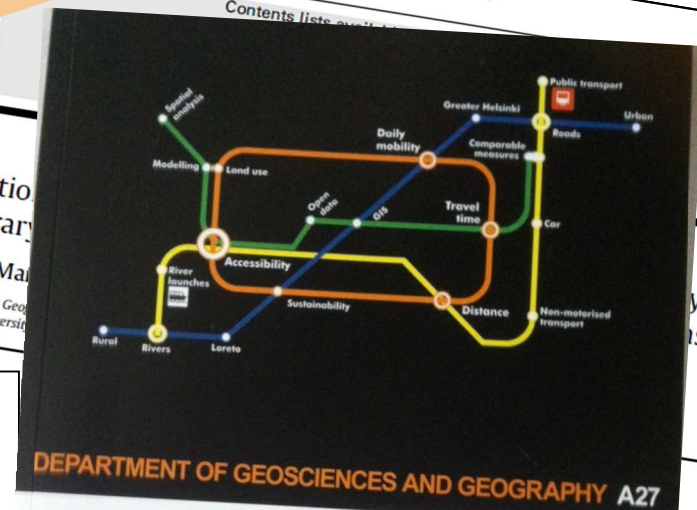 Contents lists
Public transport
Spatial
analysis
Greater Helsinki
Urban
Roads
Daily
mobility
Comparable
measures
Modelling
Land use
Open
data
GIS
Travel
time
Car
Accessibility
River
launches
Sustainability
Distance
Non-motorised
transport
Rural
Rivers
Loreto
DEPARTMENT OF GEOSCIENCES AND GEOGRAPHY A27